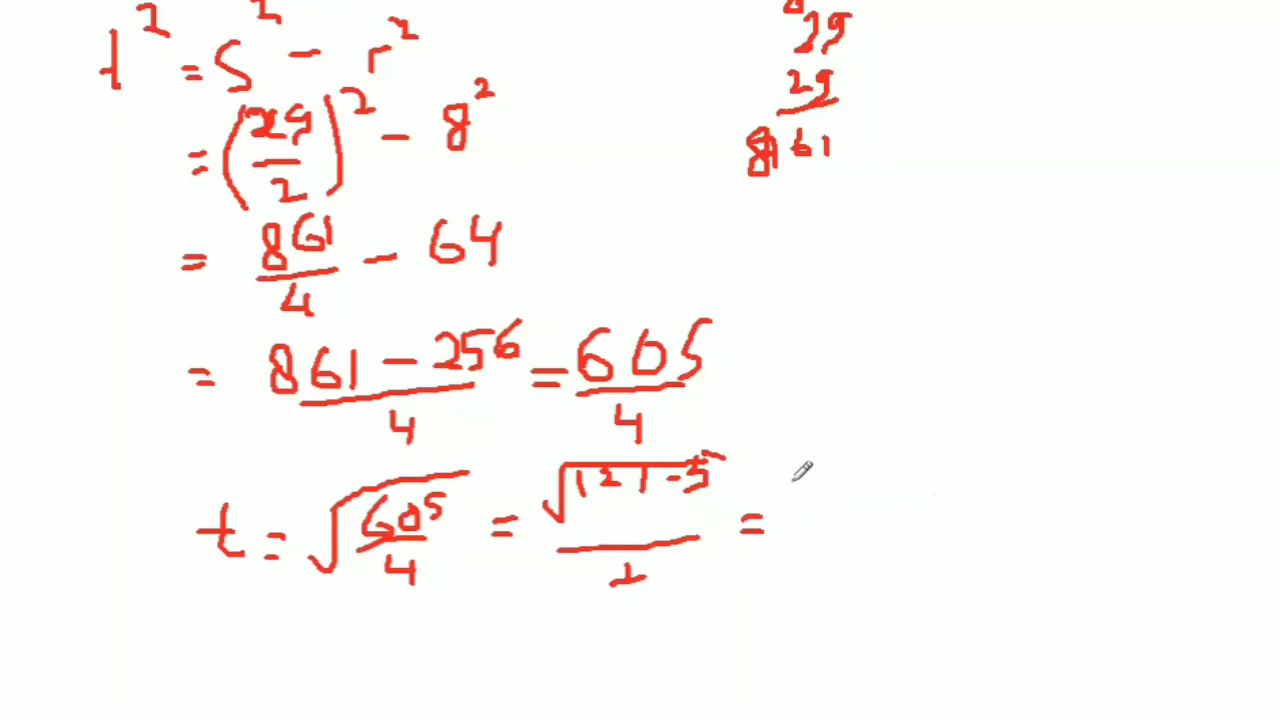 t² = s² - r²
= (29/2)² - 8²
= 861/4 - 64
= 861 - 256/4 = 605/4
t = √605/4 = √121·5/2 =
29
29
861